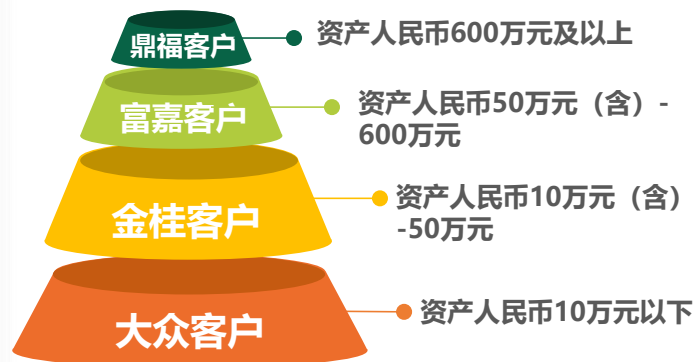 鼎福客户
资产人民币600万元及以上
富嘉客户
资产人民币50万元（含）-
600万元
金桂客户
资产人民币10万元（含）
-50万元
大众客户
资产人民币10万元以下